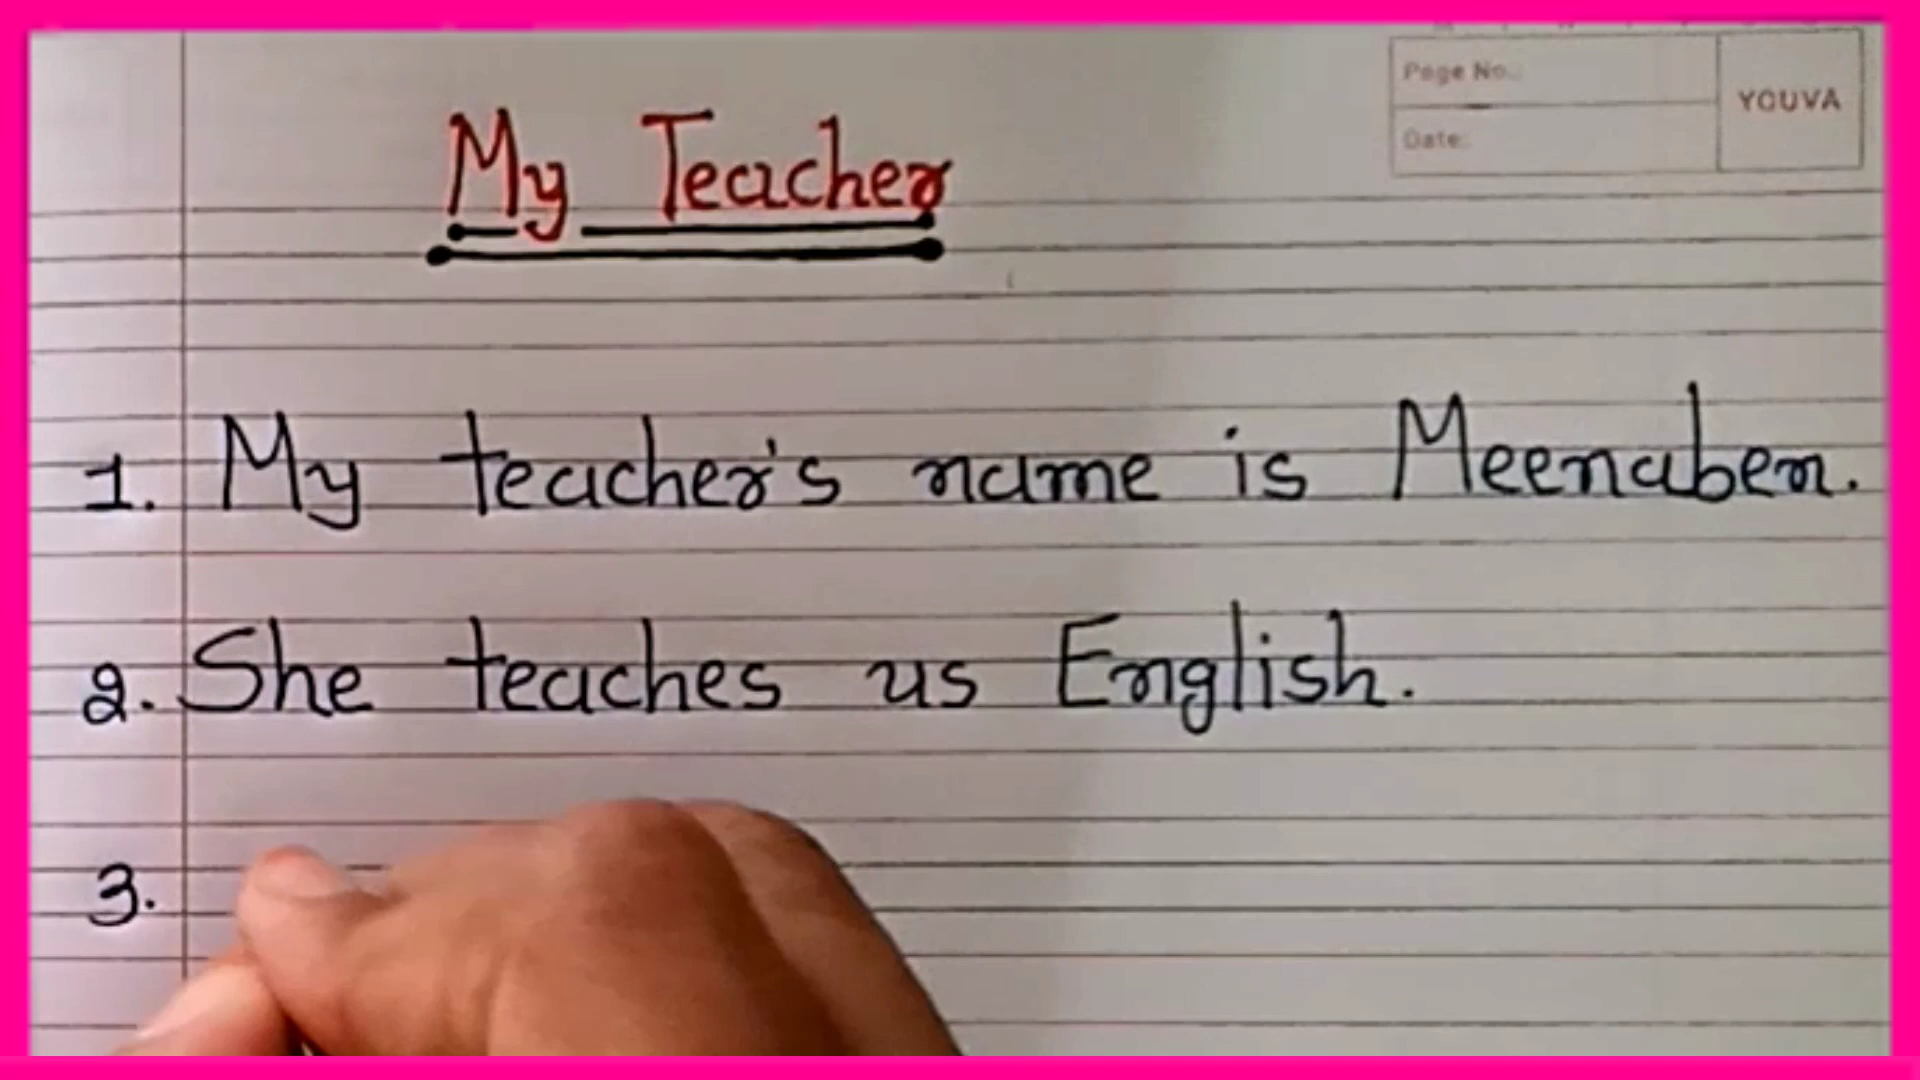 Page No.:
YOUVA
Date:
My Teacher
1. My teacher's name is Meenaben.
2. She teaches us English.
3.